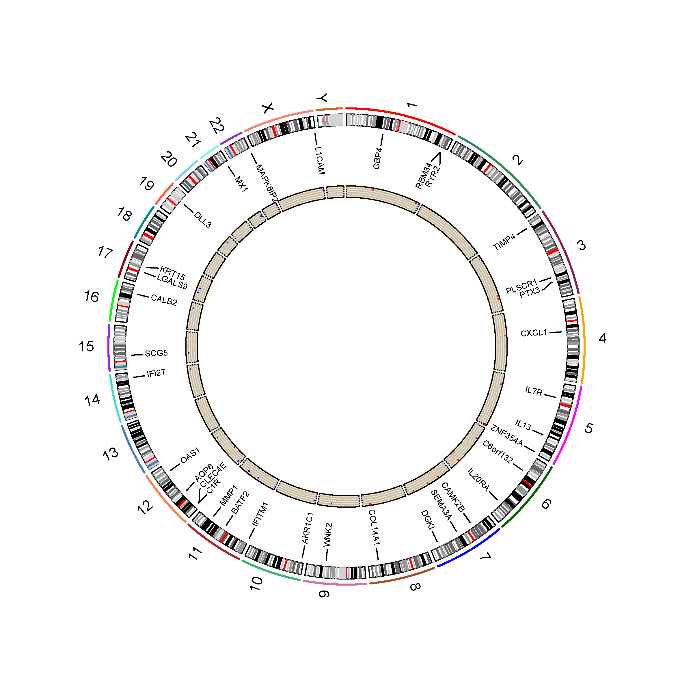 1
2
3
4
5
6
7
8
9
10
11
12
13
14
15
16
17
18
19
20
21
22
X
Y
GBP4
RBM34
RYR2
TIMP4
PLSCR1
PTX3
CXCL1
IL7R
IL13
ZNF354A
C6orf132
IL20RA
CAMK2B
SEMA3A
DGKI
COL14A1
WNK2
AKR1C1
IFITM1
BATF2
MMP1
C1R
CLEC4E
AQP6
OAS1
IFI27
SCG5
CALB2
LGALS9
KRT15
DLL3
MX1
MAPK8IP2
L1CAM